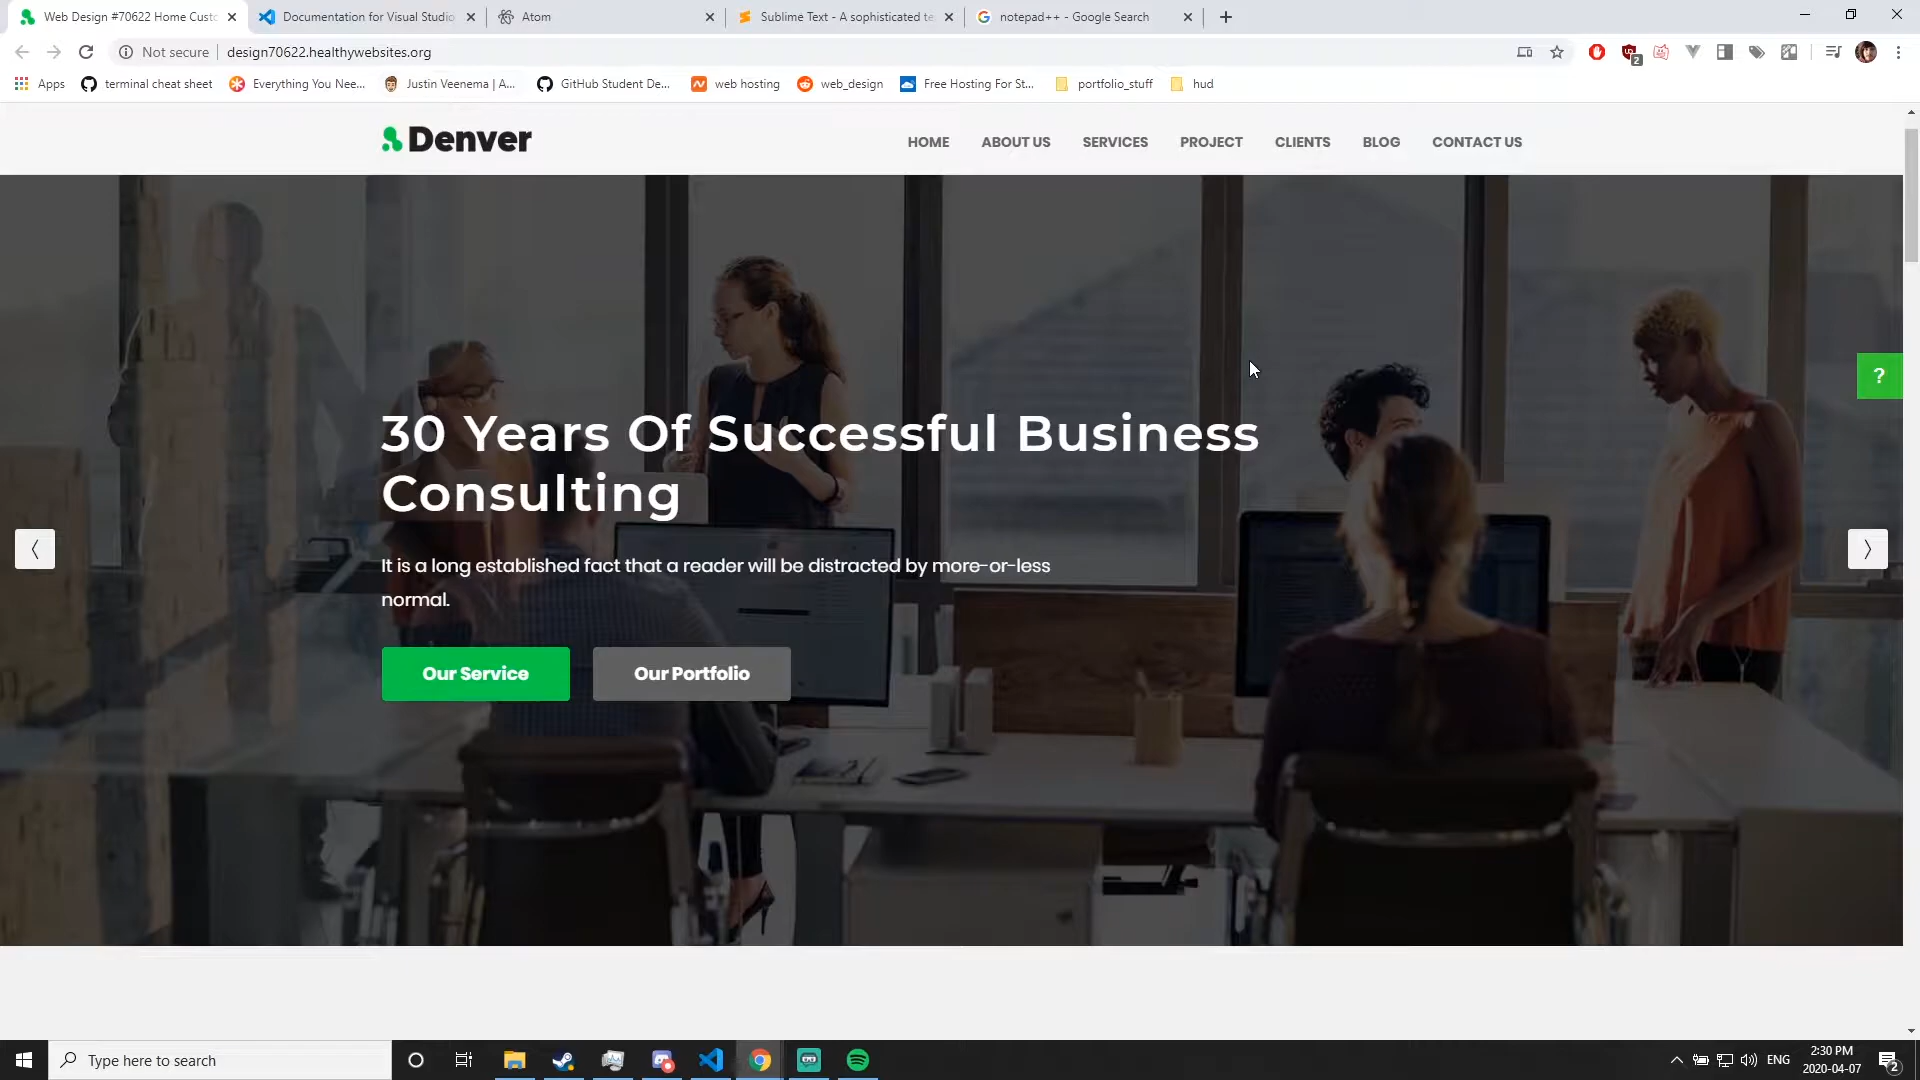 Web Design #70622 Home Custo
Documentation for Visual Studio
Atom
Sublime Text - A sophisticated te
notepad++ - Google Search
Not secure
design70622.healthywebsites.org
2
Apps
terminal cheat sheet
Everything You Nee...
Justin Veenema | A...
GitHub Student De...
web hosting
web_design
Free Hosting For St...
portfolio_stuff
hud
Denver
HOME
ABOUT US
SERVICES
PROJECT
CLIENTS
BLOG
CONTACT US
?
30 Years Of Successful Business
Consulting
It is a long established fact that a reader will be distracted by more-or-less
normal.
Our Service
Our Portfolio
Type here to search
ENG
2:30 PM
2020-04-07
2